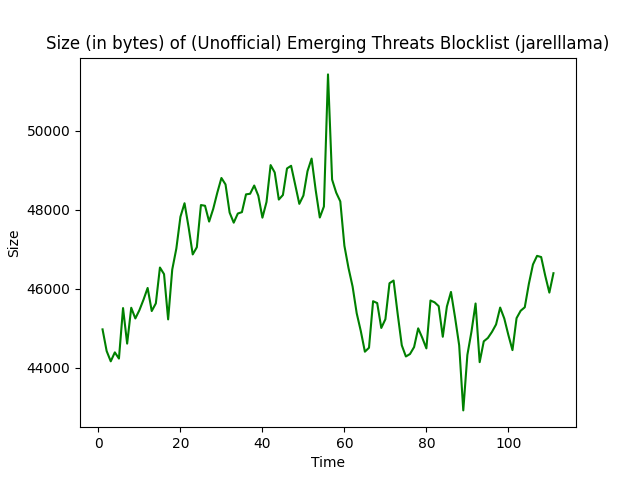 Size (in bytes) of (Unofficial) Emerging Threats Blocklist (jarelllama)
50000
48000
46000
44000
Size
0 20 40 60 80 100
Time